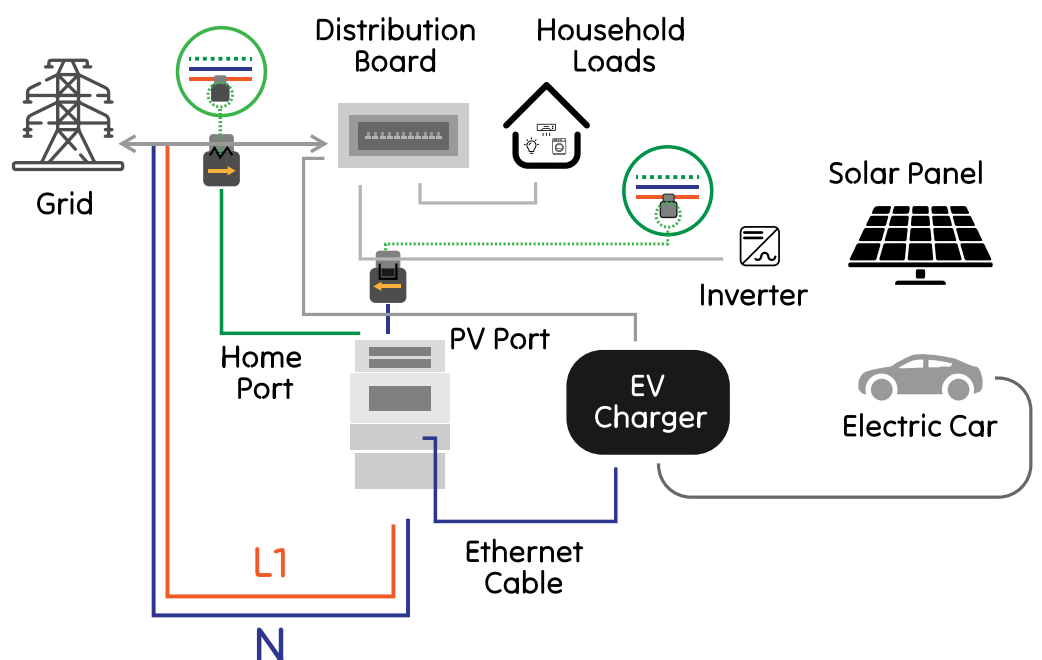 Distribution
Board
Household
Loads
Solar Panel
Grid
Inverter
PV Port
Home
Port
EV
Charger
Electric Car
Ethernet
Cable
L1
N